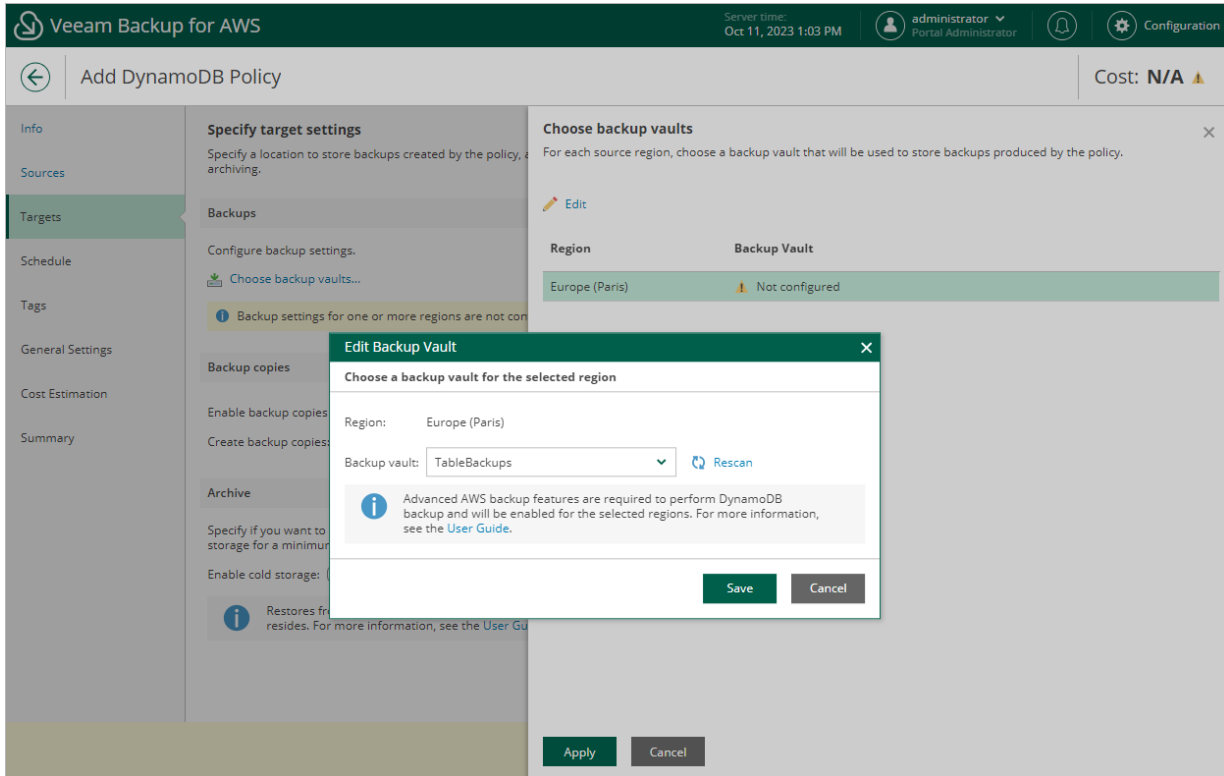 Veeam Backup for AWS
Server time:
Oct 11, 2023 1:03 PM
administrator
Portal Administrator
Configuration
Add DynamoDB Policy
Cost: N/A
Info
Sources
Targets
Schedule
Tags
General Settings
Cost Estimation
Summary
Specify target settings
Specify a location to store backups created by the policy,
archiving.
Backups
Configure backup settings.
Choose backup vaults...
Backup settings for one or more regions are not
Backup copies
Enable backup copies
Create backup copies:
Archive
Specify if you want to
storage for a
Enable cold storage:
Restores
resides. For more information, see the User
Choose backup vaults
For each source region, choose a backup vault that will be used to store backups produced by the policy.
Edit
Region Backup Vault
Europe (Paris) Not configured
Edit Backup Vault
Choose a backup vault for the selected region
Region: Europe (Paris)
Backup vault: TableBackups Rescan
Advanced AWS backup features are required to perform DynamoDB
backup and will be enabled for the selected regions. For more information,
see the User Guide.
Save Cancel
Apply Cancel